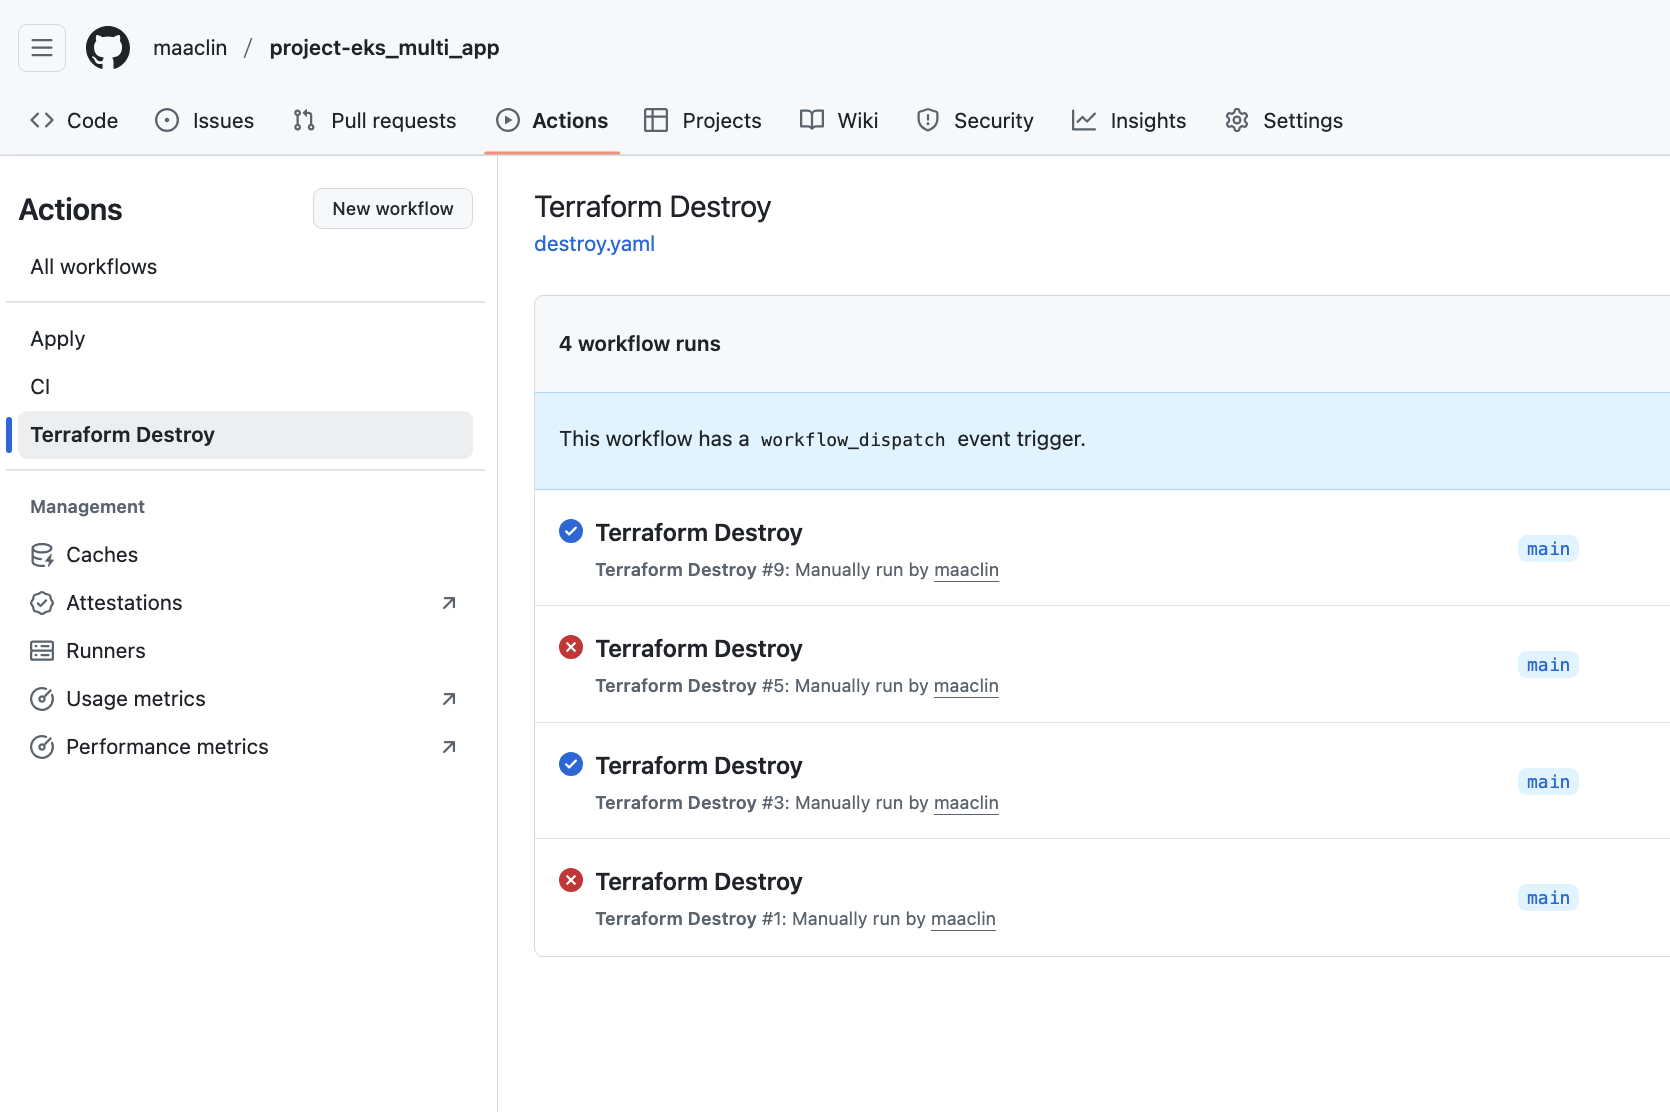 maaclin / project-eks_multi_app
Code Issues Pull requests Actions Projects Wiki Security Insights Settings
Actions
New workflow
All workflows
Apply
CI
Terraform Destroy
Management
Caches
Attestations
Runners
Usage metrics
Performance metrics
Terraform Destroy
destroy.yaml
4 workflow runs
This workflow has a workflow_dispatch event trigger.
Terraform Destroy
Terraform Destroy #9: Manually run by maaclin
main
Terraform Destroy
Terraform Destroy #5: Manually run by maaclin
main
Terraform Destroy
Terraform Destroy #3: Manually run by maaclin
main
Terraform Destroy
Terraform Destroy #1: Manually run by maaclin
main